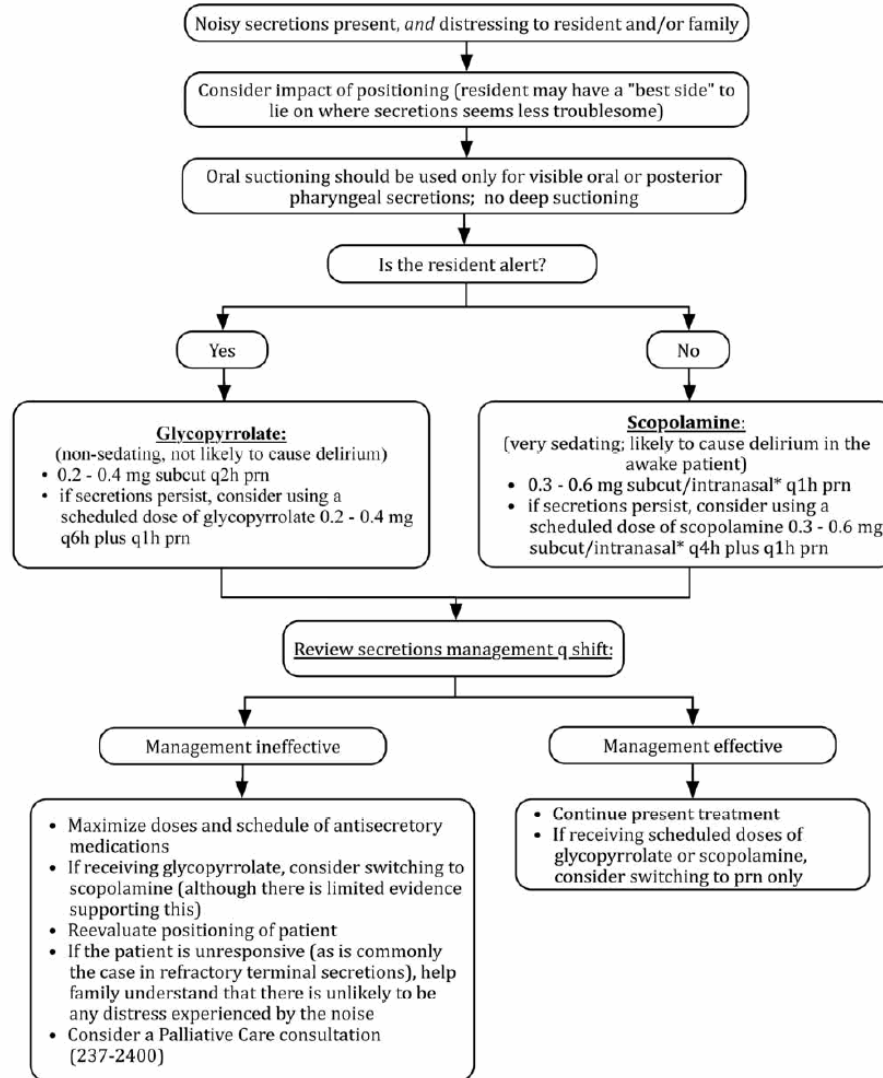 Noisy secretions present, and distressing to resident and/or family
Consider impact of positioning (resident may have a "best side" to
lie on where secretions seems less troublesome)
Oral suctioning should be used only for visible oral or posterior
pharyngeal secretions; no deep suctioning
Is the resident alert?
Yes
No
Glycopyrrolate:
(non-sedating, not likely to cause delirium)
• 0.2 - 0.4 mg subcut q2h prn
• if secretions persist, consider using a
scheduled dose of glycopyrrolate 0.2 - 0.4 mg
q6h plus q1h prn
Scopolamine:
(very sedating; likely to cause delirium in the
awake patient)
• 0.3 - 0.6 mg subcut/intranasal* q1h prn
• if secretions persist, consider using a
scheduled dose of scopolamine 0.3 - 0.6 mg
subcut/intranasal* q4h plus q1h prn
Review secretions management q shift:
Management ineffective
Management effective
• Maximize doses and schedule of antisecretory
medications
• If receiving glycopyrrolate, consider switching to
scopolamine (although there is limited evidence
supporting this)
• Reevaluate positioning of patient
• If the patient is unresponsive (as is commonly
the case in refractory terminal secretions), help
family understand that there is unlikely to be
any distress experienced by the noise
• Consider a Palliative Care consultation
(237-2400)
• Continue present treatment
• If receiving scheduled doses of
glycopyrrolate or scopolamine,
consider switching to prn only